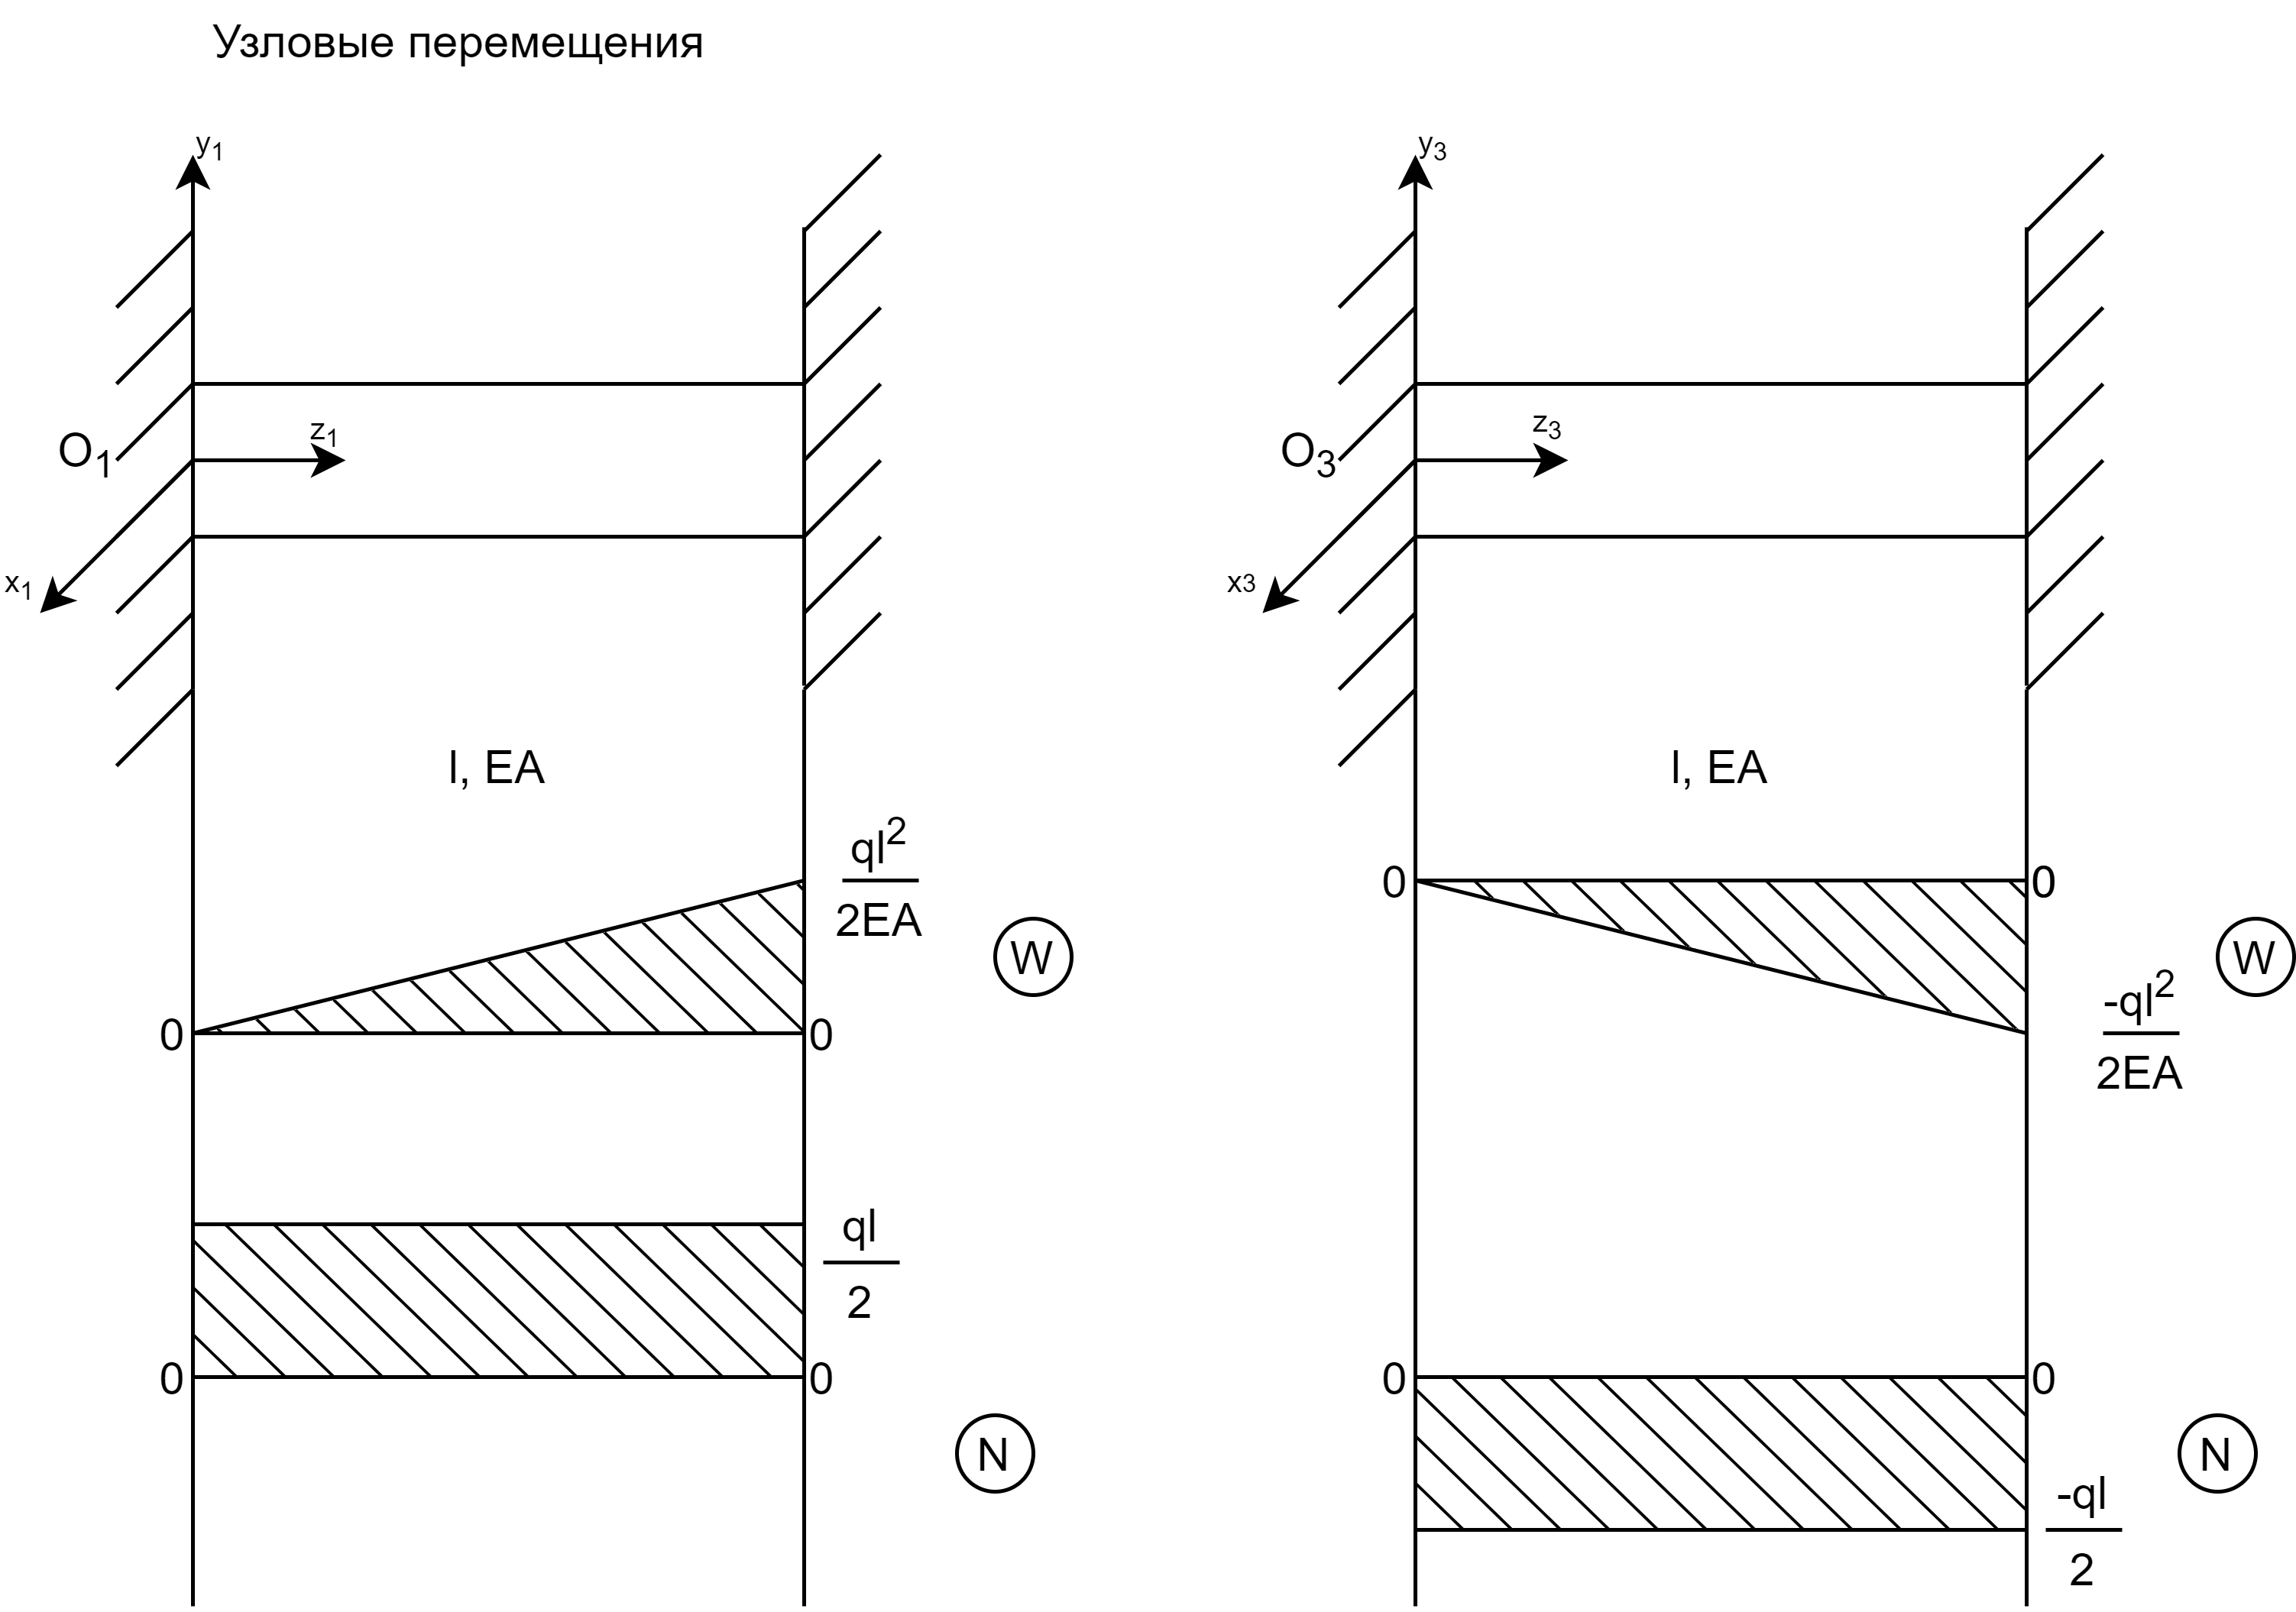 Узловые перемещения
y1
y3
O1
z1
O3
z3
x1
x3
l, EA
l, EA
ql2
2EA
W
0
0
0
0
W
-ql2
2EA
ql
2
0
0
N
0
0
N
-ql
2